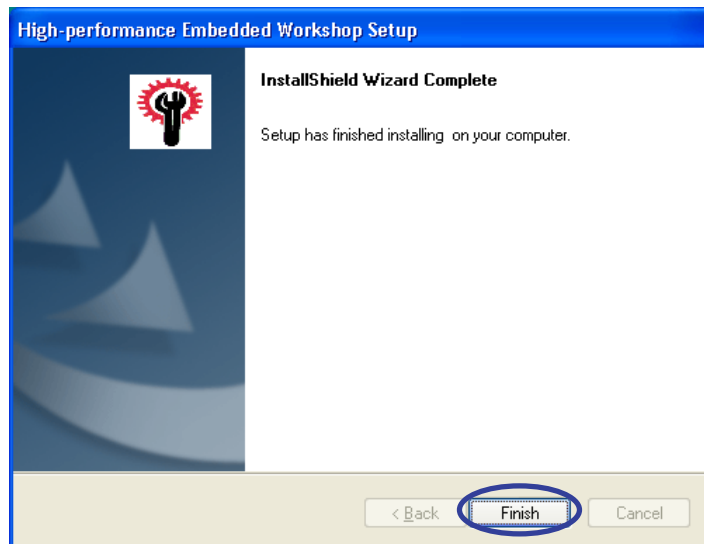 High-performance Embedded Workshop Setup
InstallShield Wizard Complete
Setup has finished installing  on your computer.
< Back
Finish
Cancel